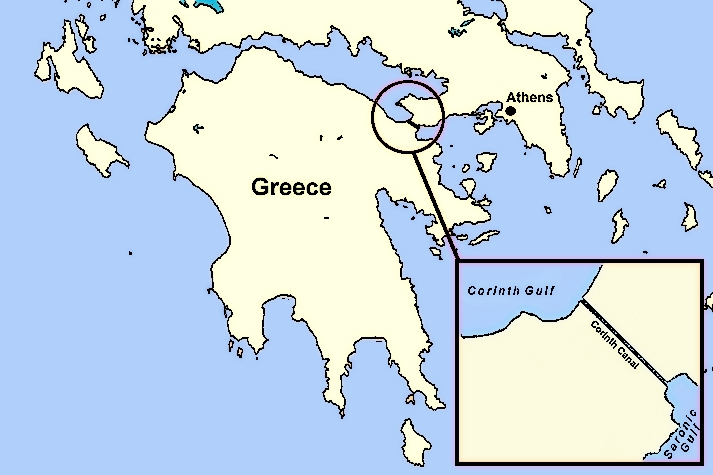 Athens
Greece
Corinth Gulf
Corinth Canal
Saronic
Gulf